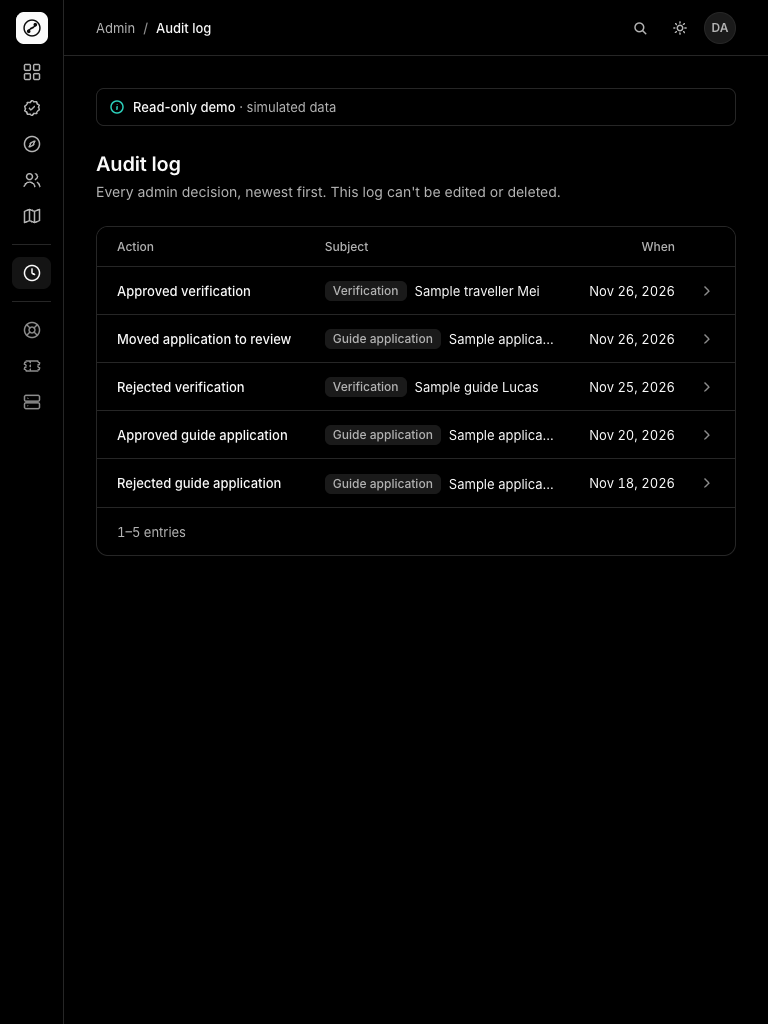 Admin / Audit log
DA
Read-only demo · simulated data
Audit log
Every admin decision, newest first. This log can't be edited or deleted.
Action Subject When
Approved verification Verification Sample traveller Mei Nov 26, 2026
Moved application to review Guide application Sample applica... Nov 26, 2026
Rejected verification Verification Sample guide Lucas Nov 25, 2026
Approved guide application Guide application Sample applica... Nov 20, 2026
Rejected guide application Guide application Sample applica... Nov 18, 2026
1–5 entries